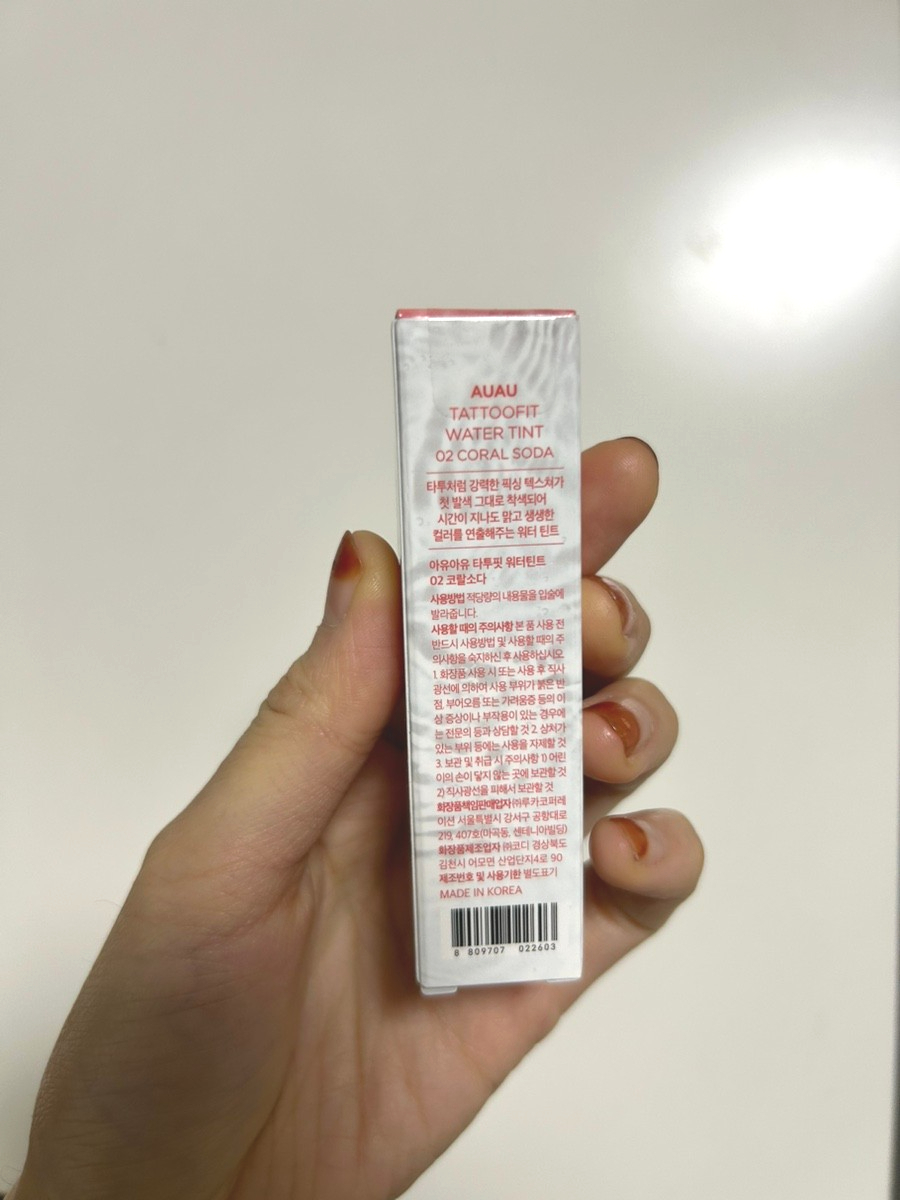 AUAU
TATTOOFIT
WATER TINT
02 CORAL SODA
타투처럼 강력한 픽싱 텍스쳐가
첫 발색 그대로 착색되어
시간이 지나도 맑고 생생한
컬러를 연출해주는 워터 틴트
아유아유 타투핏 워터틴트
02 코랄소다
사용방법 적당량의 내용물을 입술에
발라줍니다.
사용할 때의 주의사항 본 품 사용 전
반드시 사용방법 및 사용할 때의 주
의사항을 숙지하신 후 사용하십시오.
1. 화장품 사용 시 또는 사용 후 직사
광선에 의하여 사용 부위가 붉은 반
점, 부어오름 또는 가려움증 등의 이
상 증상이나 부작용이 있는 경우에
는 전문의 등과 상담할 것 2. 상처가
있는 부위 등에는 사용을 자제할 것
3. 보관 및 취급 시 주의사항 1) 어린
이의 손이 닿지 않는 곳에 보관할 것
2) 직사광선을 피해서 보관할 것
화장품책임판매업자 ㈜루카코퍼레
이션 서울특별시 강서구 공항대로
219, 407호(마곡동, 센테니아빌딩)
화장품제조업자 ㈜코디 경상북도
김천시 어모면 산업단지4로 90
제조번호 및 사용기한 별도표기
MADE IN KOREA
8 809707 022603